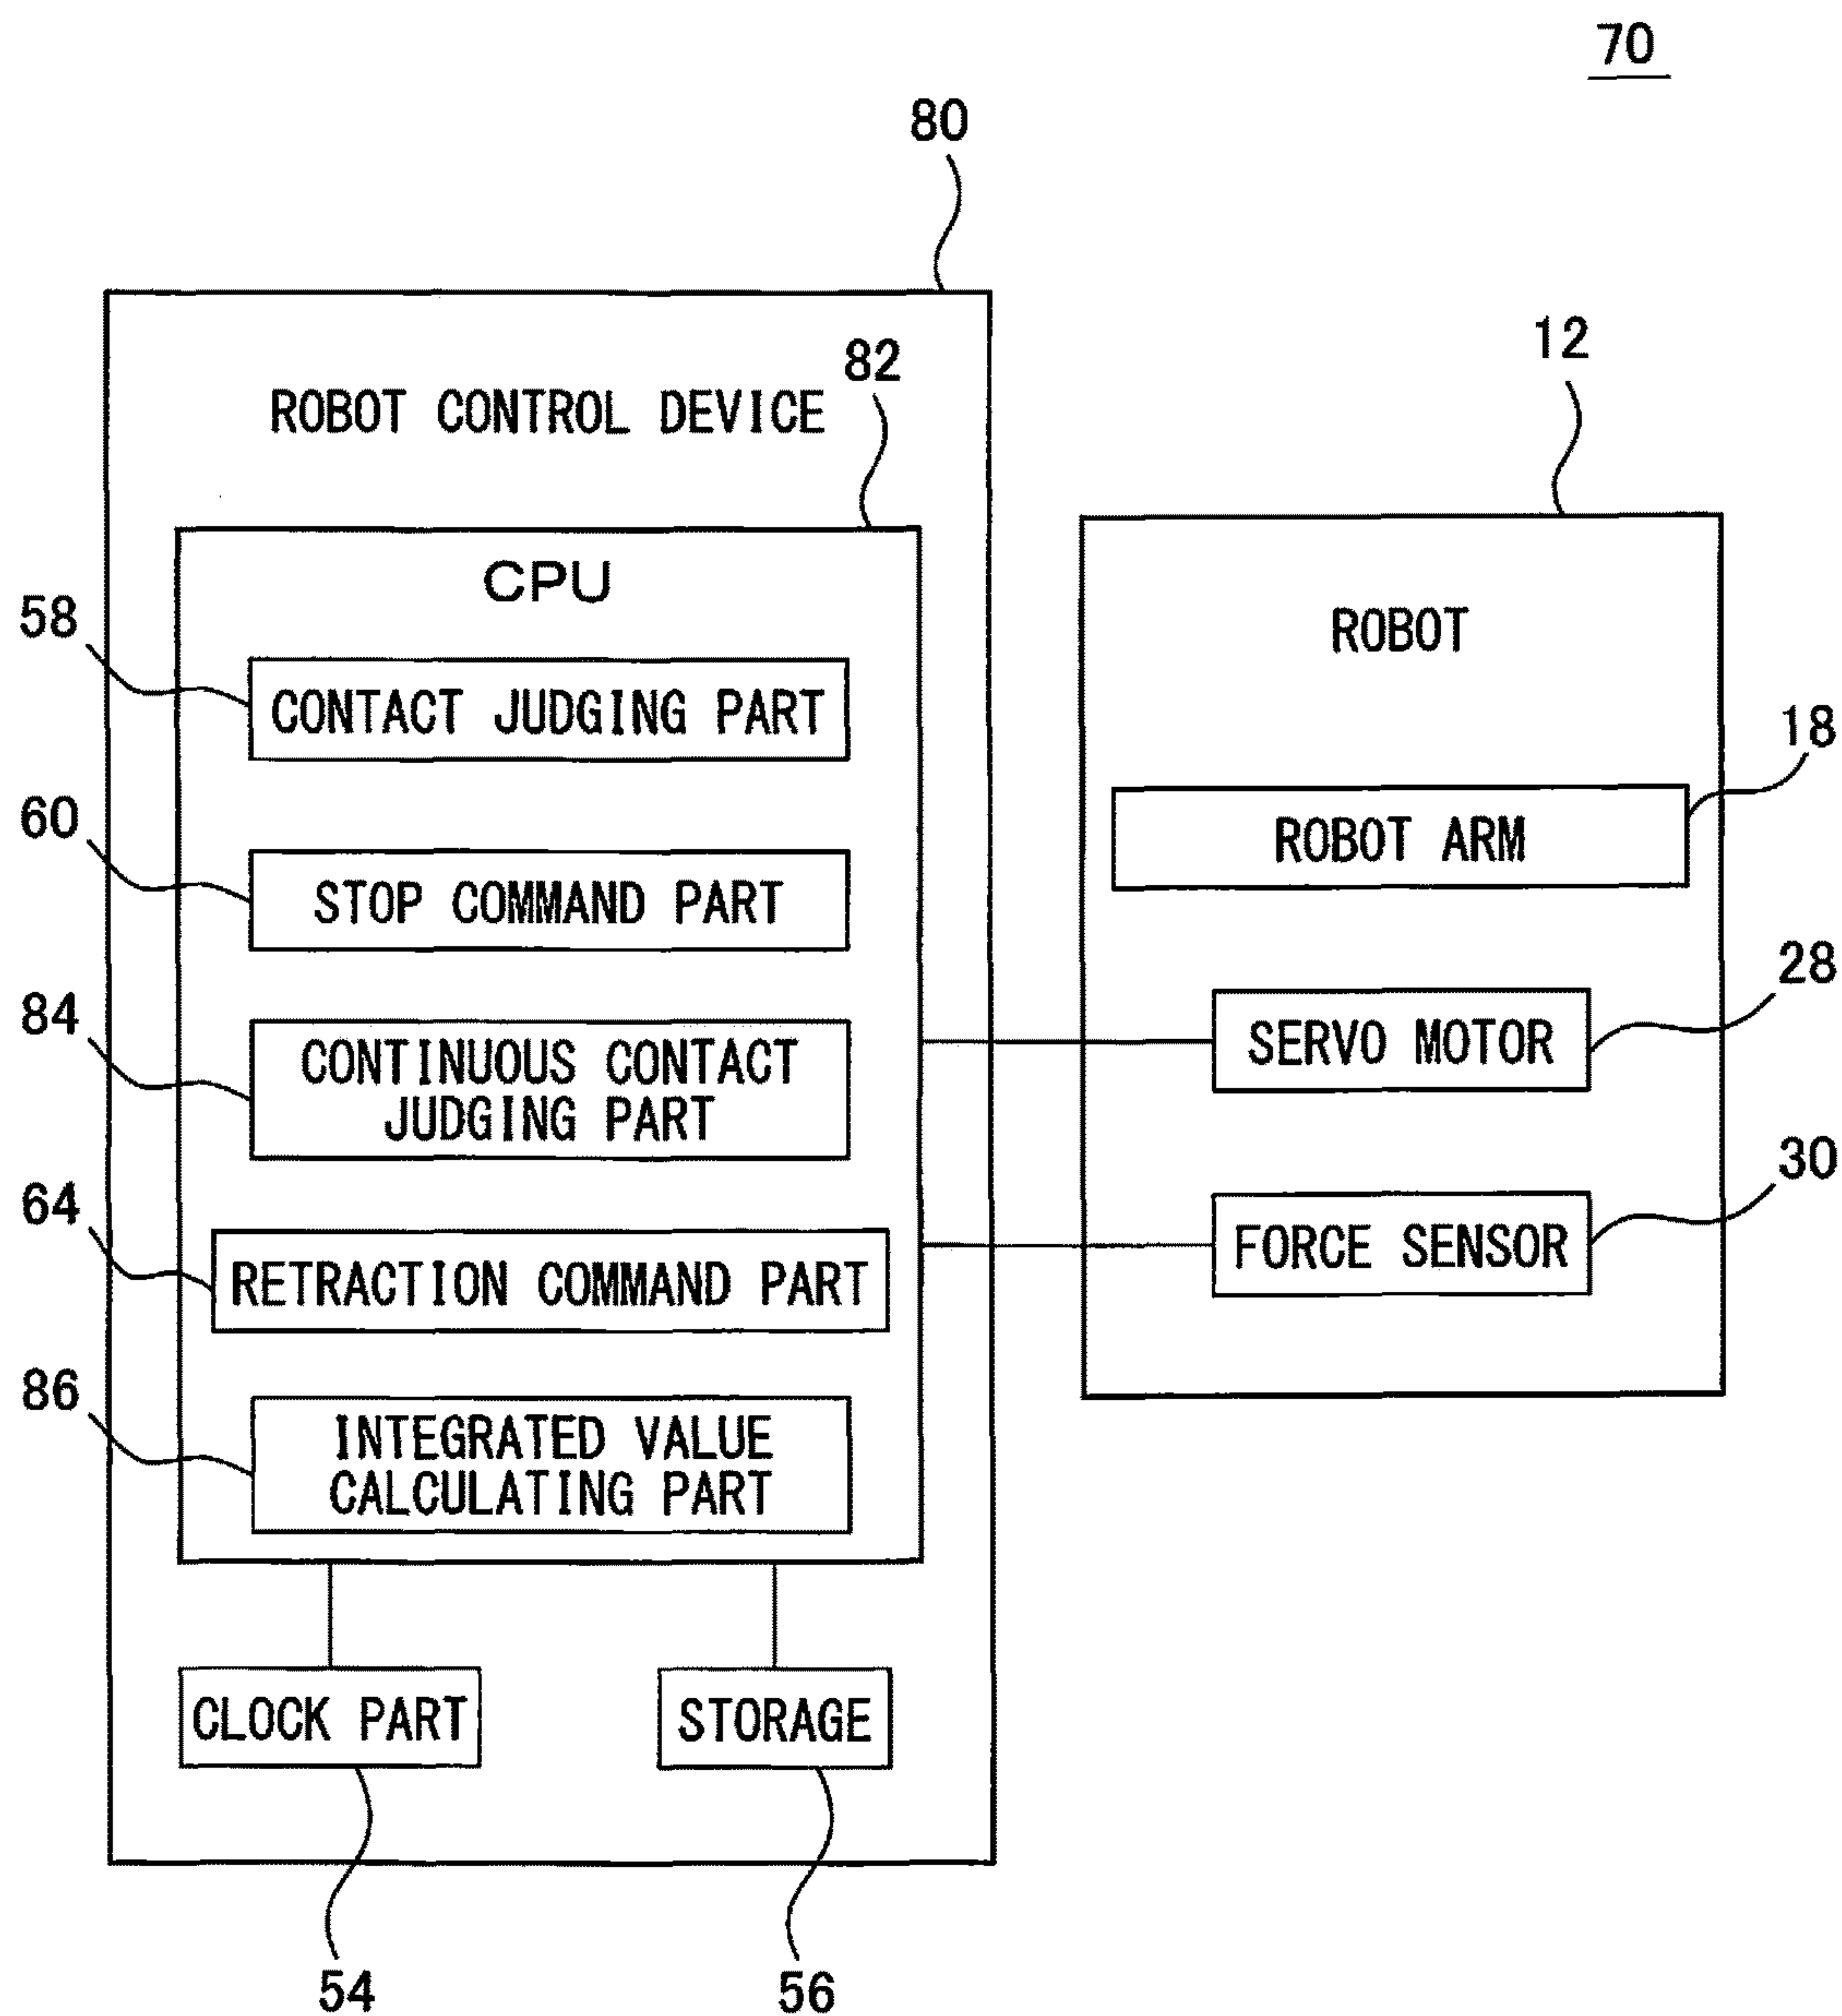 70
80
ROBOT CONTROL DEVICE
82
CPU
58
CONTACT JUDGING PART
60
STOP COMMAND PART
84
CONTINUOUS CONTACT
JUDGING PART
64
RETRACTION COMMAND PART
86
INTEGRATED VALUE
CALCULATING PART
CLOCK PART
STORAGE
54
56
12
ROBOT
18
ROBOT ARM
28
SERVO MOTOR
30
FORCE SENSOR